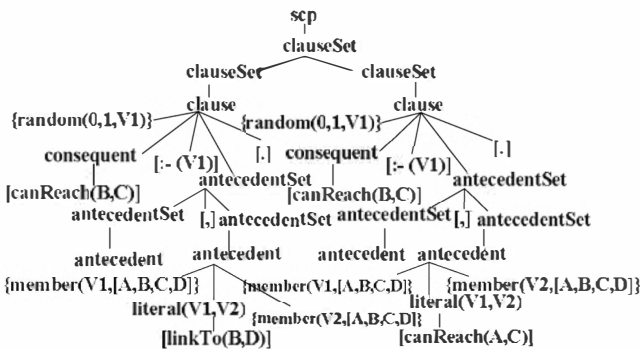 scp
clauseSet
clauseSet clauseSet
clause clause
{random(0,1,V1)} {random(0,1,V1)}
consequent [:- (V1)] [.] consequent [:- (V1)] [.]
antecedentSet antecedentSet
[canReach(B,C)] [canReach(B,C)]
antecedentSet [,] antecedentSet antecedentSet [,] antecedentSet
antecedent antecedent antecedent antecedent
{member(V1,[A,B,C,D]} {member(V1,[A,B,C,D]} {member(V2,[A,B,C,D]}
literal(V1,V2) literal(V1,V2)
{member(V2,[A,B,C,D]}
[linkTo(B,D)] [canReach(A,C)]